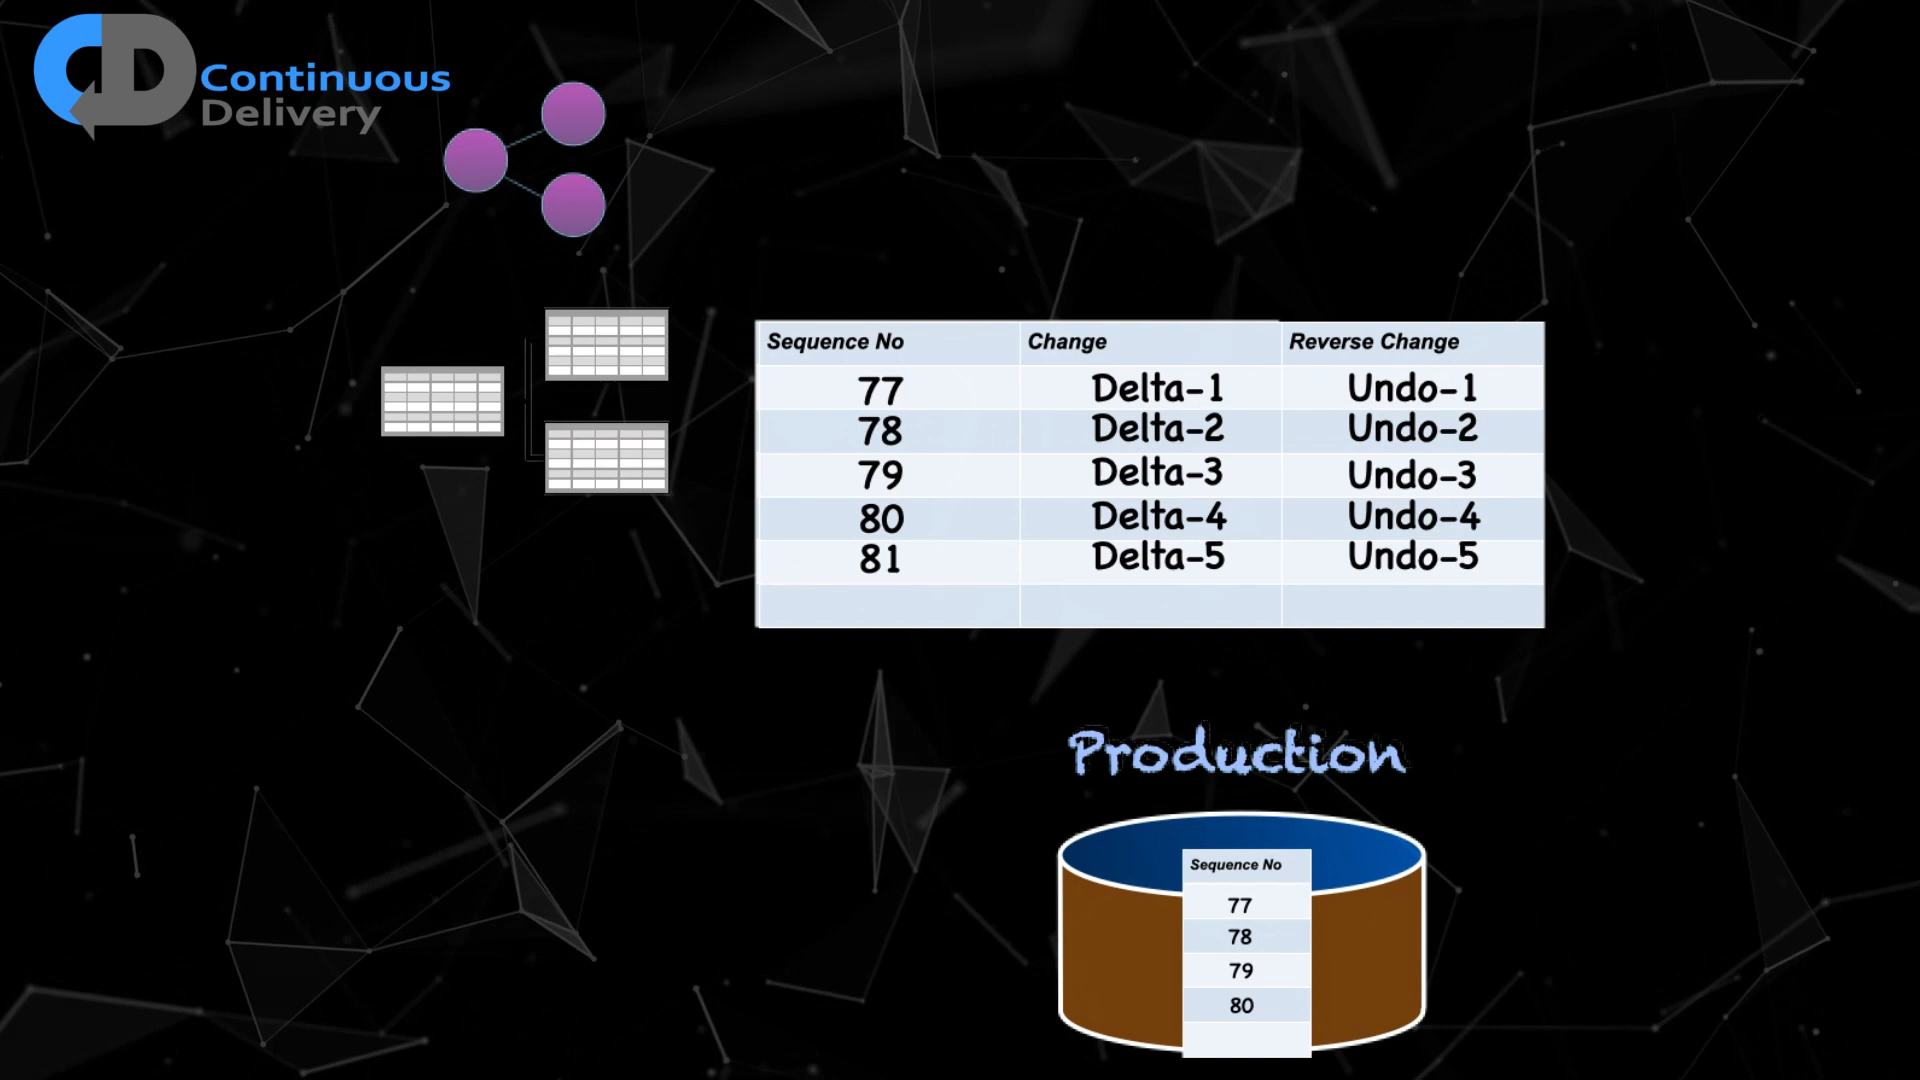 Continuous
Delivery
Sequence No Change Reverse Change
77 Delta-1 Undo-1
78 Delta-2 Undo-2
79 Delta-3 Undo-3
80 Delta-4 Undo-4
81 Delta-5 Undo-5
Production
Sequence No
77
78
79
80